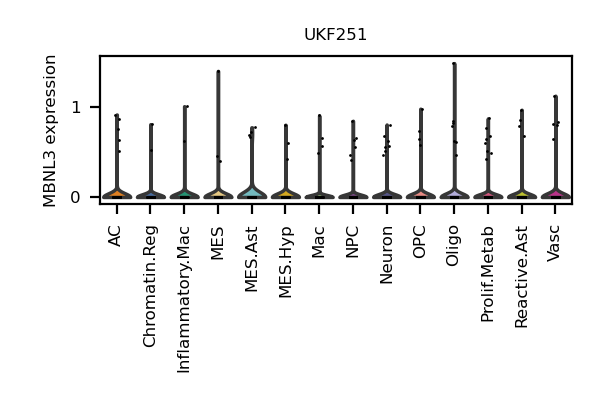 UKF251
MBNL3 expression
1
0
AC
Chromatin.Reg
Inflammatory.Mac
MES
MES.Ast
MES.Hyp
Mac
NPC
Neuron
OPC
Oligo
Prolif.Metab
Reactive.Ast
Vasc